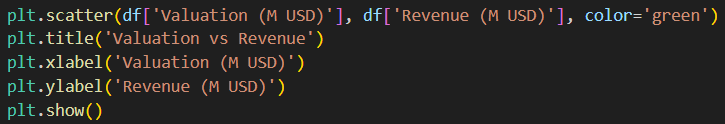 plt.scatter(df['Valuation (M USD)'], df['Revenue (M USD)'], color='green')
plt.title('Valuation vs Revenue')
plt.xlabel('Valuation (M USD)')
plt.ylabel('Revenue (M USD)')
plt.show()